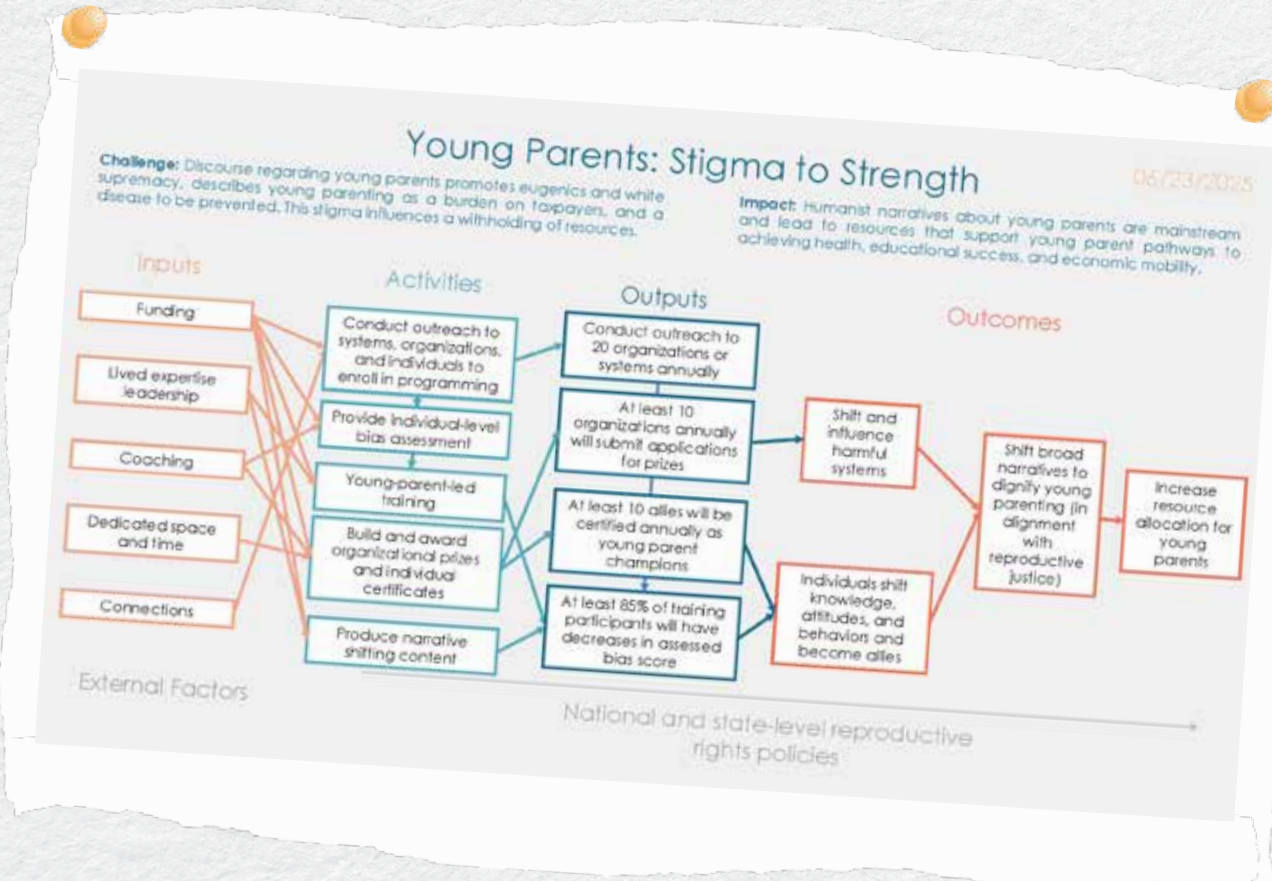 Young Parents: Stigma to Strength
06/23/2025
Challenge: Discourse regarding young parents promotes eugenics and white
supremacy, describes young parenting as a burden on taxpayers, and a
disease to be prevented. This stigma influences a withholding of resources.
Impact: Humanist narratives about young parents are mainstream
and lead to resources that support young parent pathways to
achieving health, educational success, and economic mobility.
Inputs
Funding
Lived expertise
leadership
Coaching
Dedicated space
and time
Connections
Activities
Conduct outreach to
systems, organizations,
and individuals to
enroll in programming
Provide individual-level
bias assessment
Young-parent-led
training
Build and award
organizational prizes
and individual
certificates
Produce narrative
shifting content
Outputs
Conduct outreach to
20 organizations or
systems annually
At least 10
organizations annually
will submit applications
for prizes
At least 10 allies will be
certified annually as
young parent
champions
At least 85% of training
participants will have
decreases in assessed
bias score
Outcomes
Shift and
influence
harmful
systems
Individuals shift
knowledge,
attitudes, and
behaviors and
become allies
Shift broad
narratives to
dignify young
parenting (in
alignment
with
reproductive
justice)
Increase
resource
allocation for
young
parents
External Factors
National and state-level reproductive
rights policies